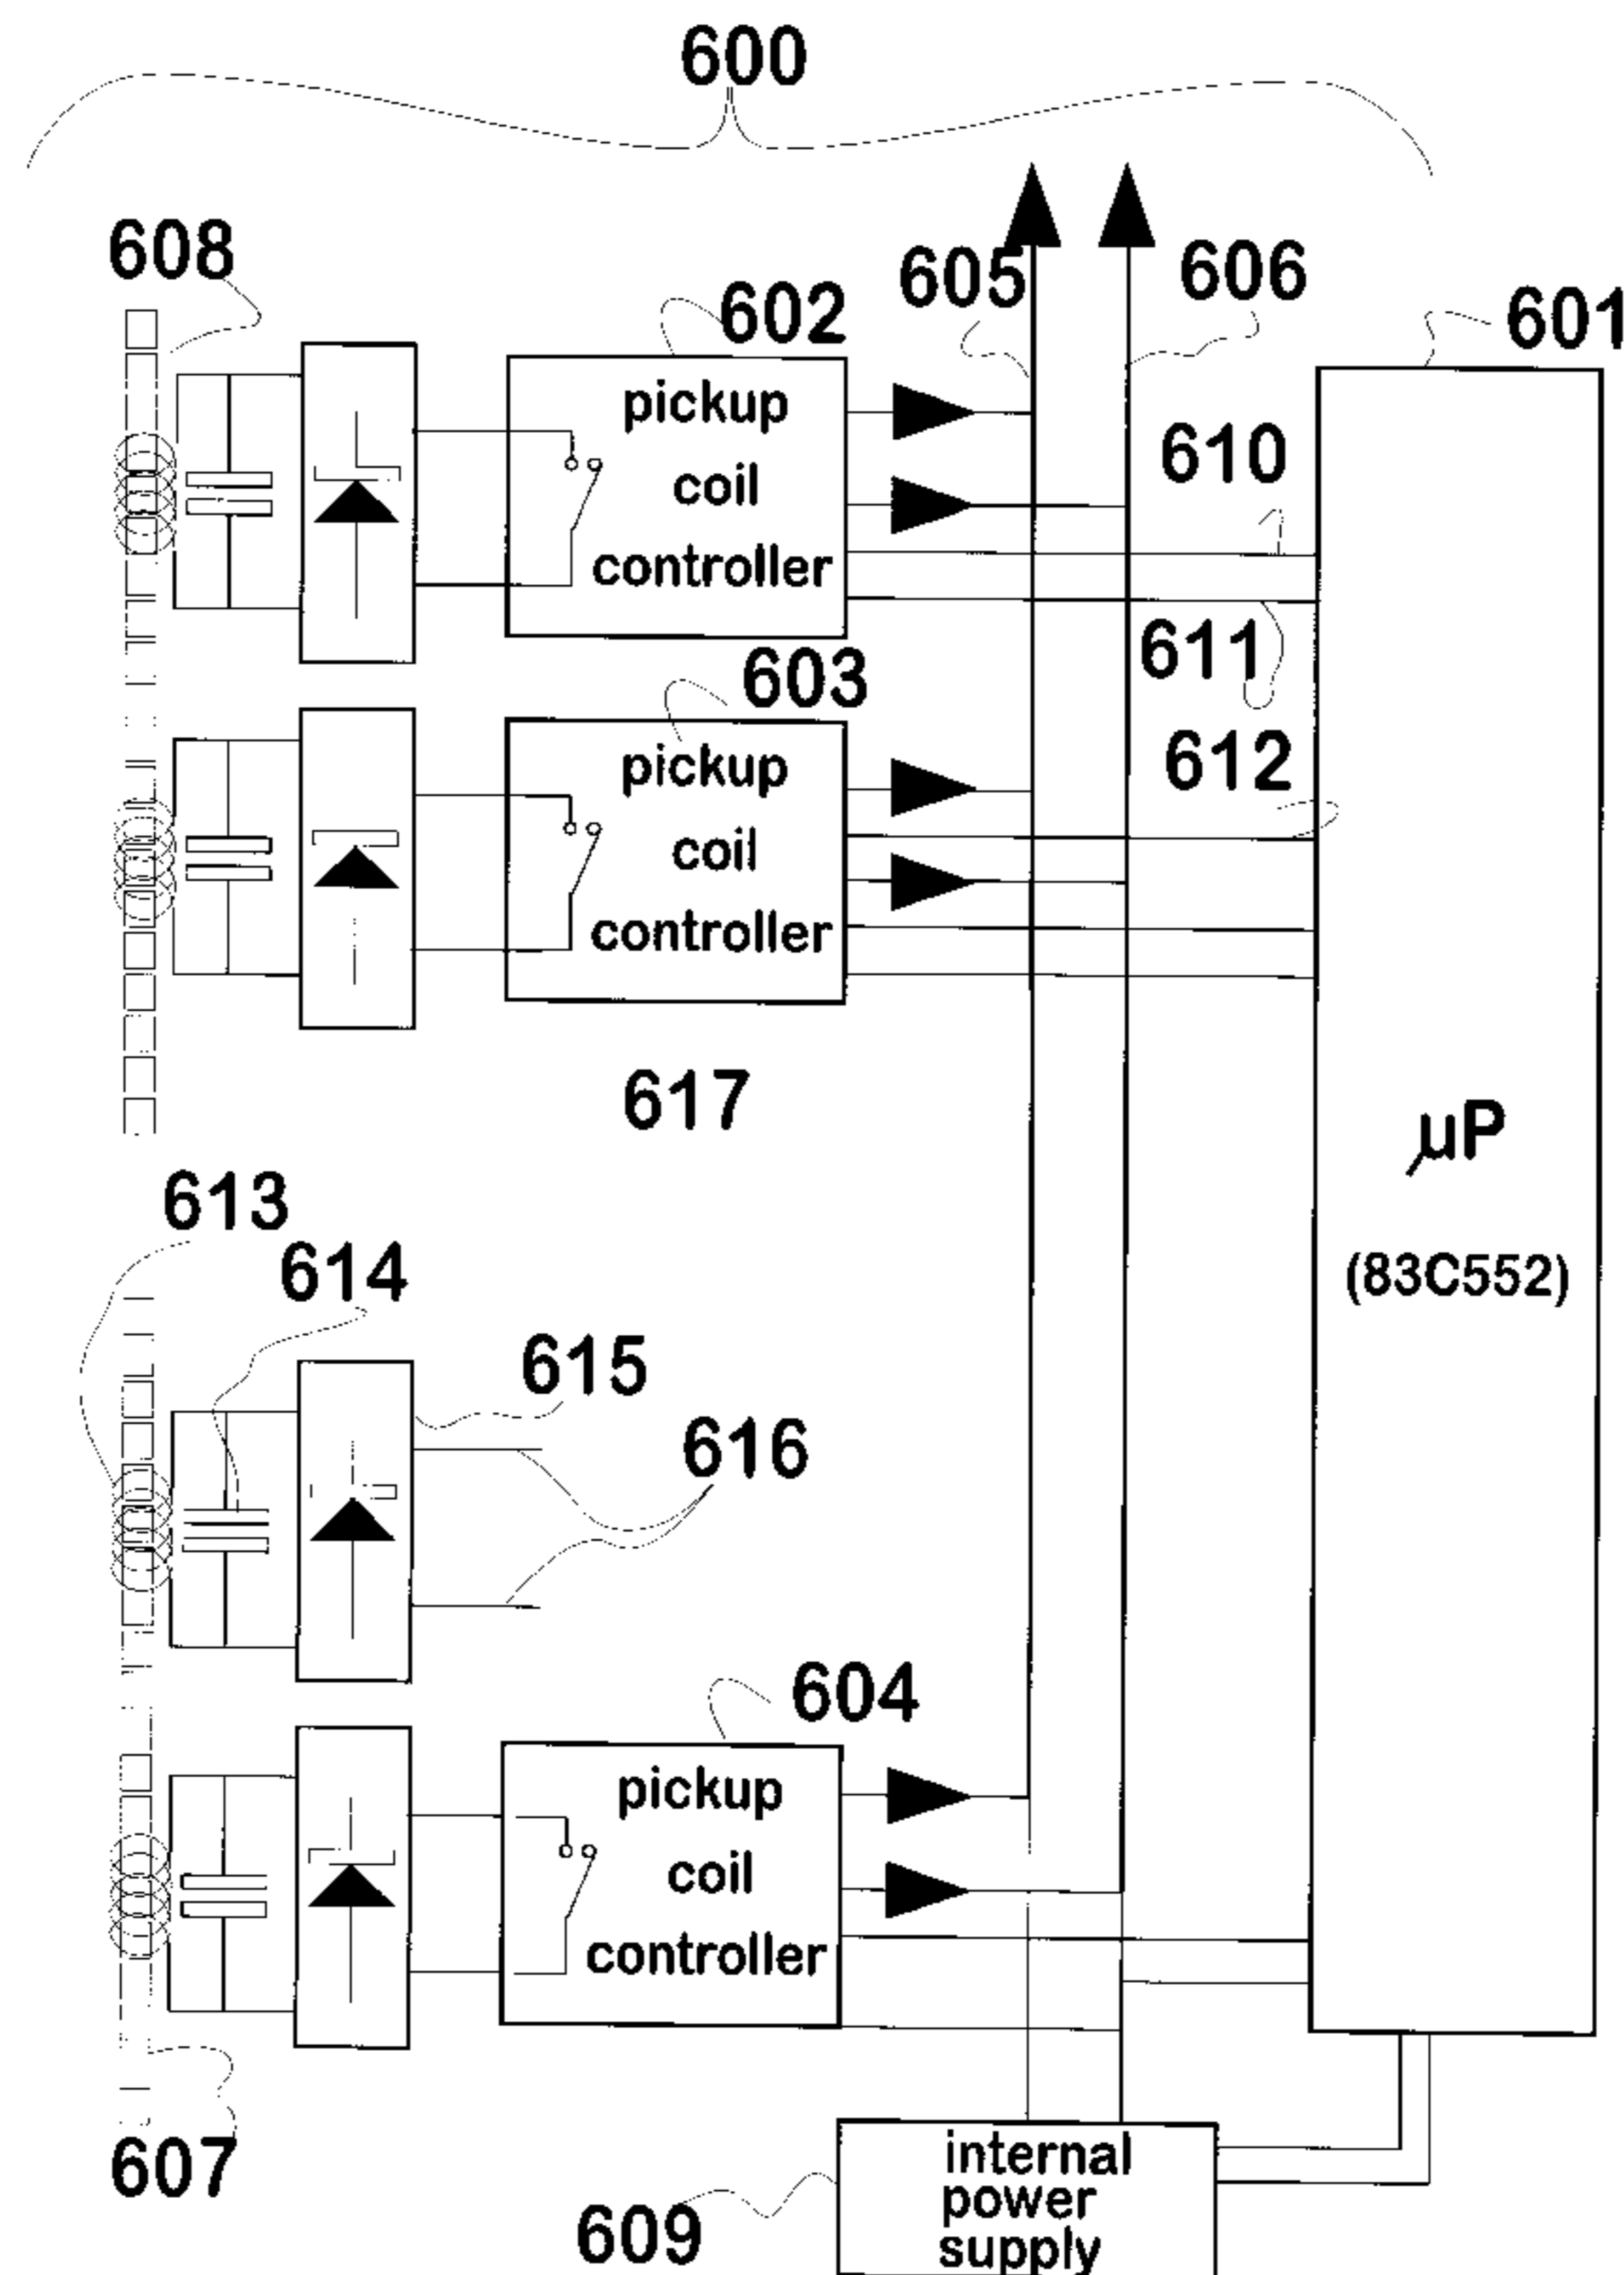 600
608
602
605
606
601
pickup
coil
controller
610
611
603
pickup
coil
controller
612
617
µP
(83C552)
613
614
615
616
604
pickup
coil
controller
607
609
internal
power
supply